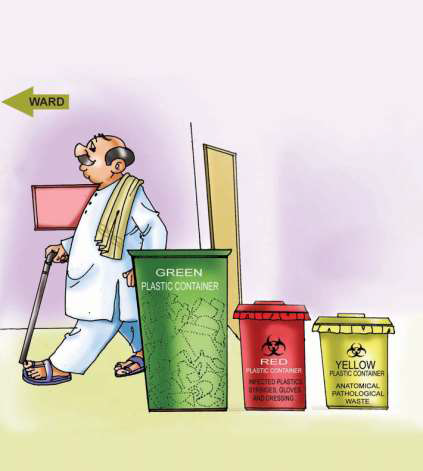 WARD
GREEN
PLASTIC CONTAINER
RED
PLASTIC CONTAINER
INFECTED PLASTICS
SYRINGES, GLOVES
AND DRESSING
YELLOW
PLASTIC CONTAINER
ANATOMICAL
PATHOLOGICAL
WASTE